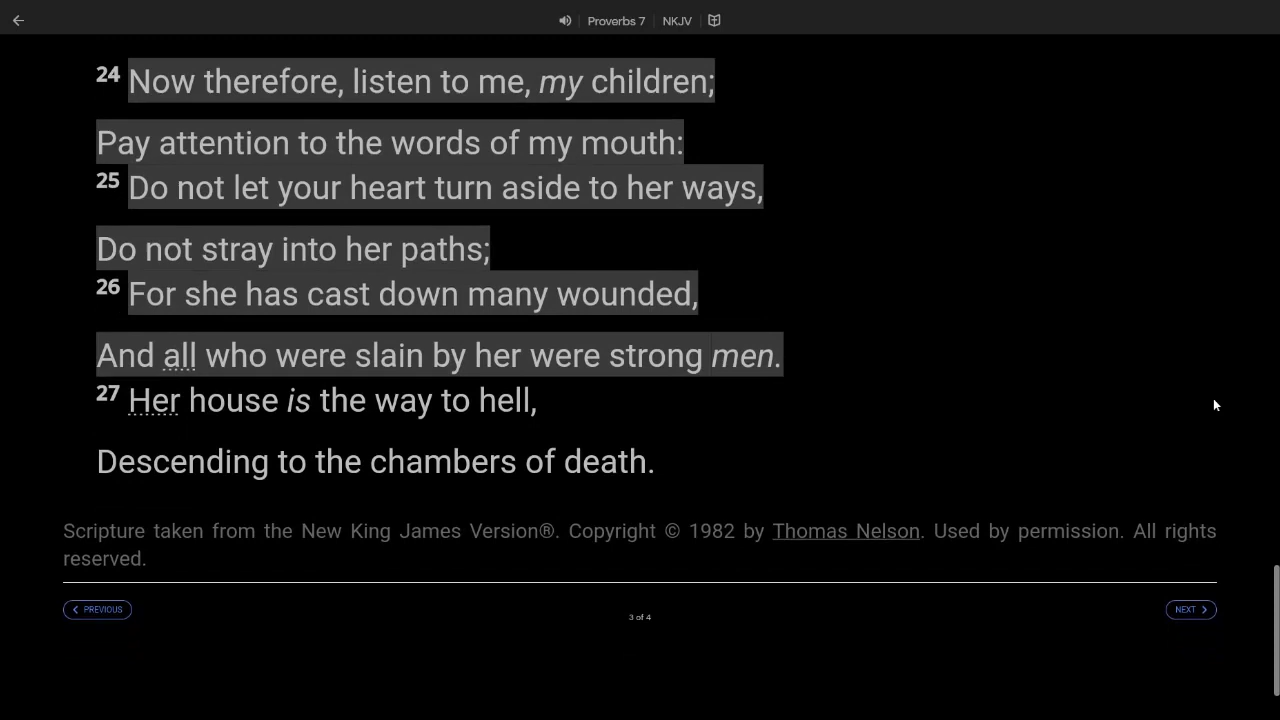 Proverbs 7 NKJV
24 Now therefore, listen to me, my children;
Pay attention to the words of my mouth:
25 Do not let your heart turn aside to her ways,
Do not stray into her paths;
26 For she has cast down many wounded,
And all who were slain by her were strong men.
27 Her house is the way to hell,
Descending to the chambers of death.
Scripture taken from the New King James Version®. Copyright © 1982 by Thomas Nelson. Used by permission. All rights
reserved.
PREVIOUS
3 of 4
NEXT